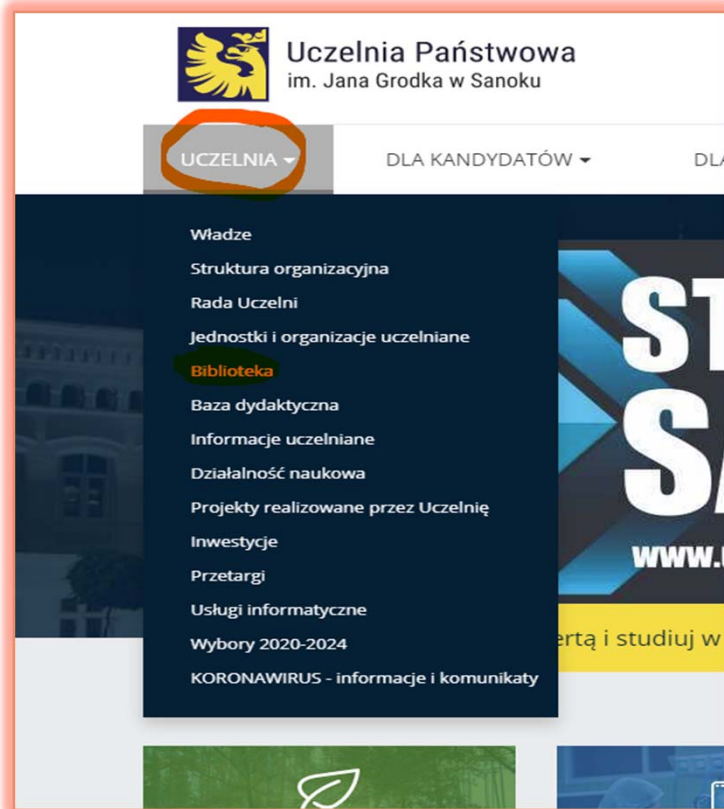 Uczelnia Państwowa
im. Jana Grodka w Sanoku
UCZELNIA
DLA KANDYDATÓW
Władze
Struktura organizacyjna
Rada Uczelni
Jednostki i organizacje uczelniane
Biblioteka
Baza dydaktyczna
Informacje uczelniane
Działalność naukowa
Projekty realizowane przez Uczelnię
Inwestycje
Przetargi
Usługi informatyczne
Wybory 2020-2024
KORONAWIRUS - informacje i komunikaty
www.
i studiuj w